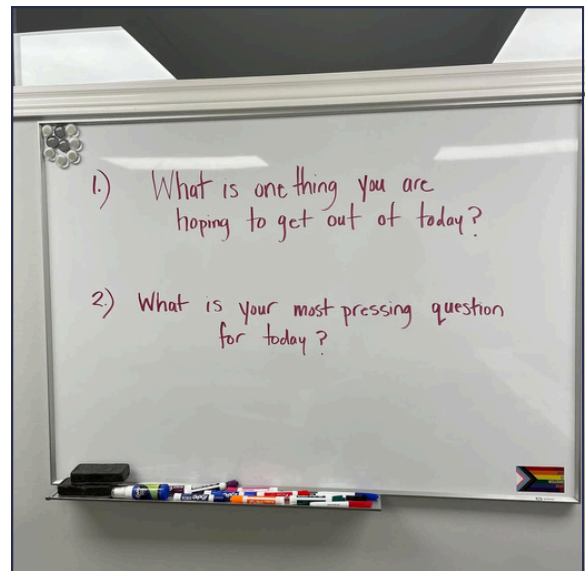 1.) What is one thing you are
hoping to get out of today?
2.) What is your most pressing question
for today?